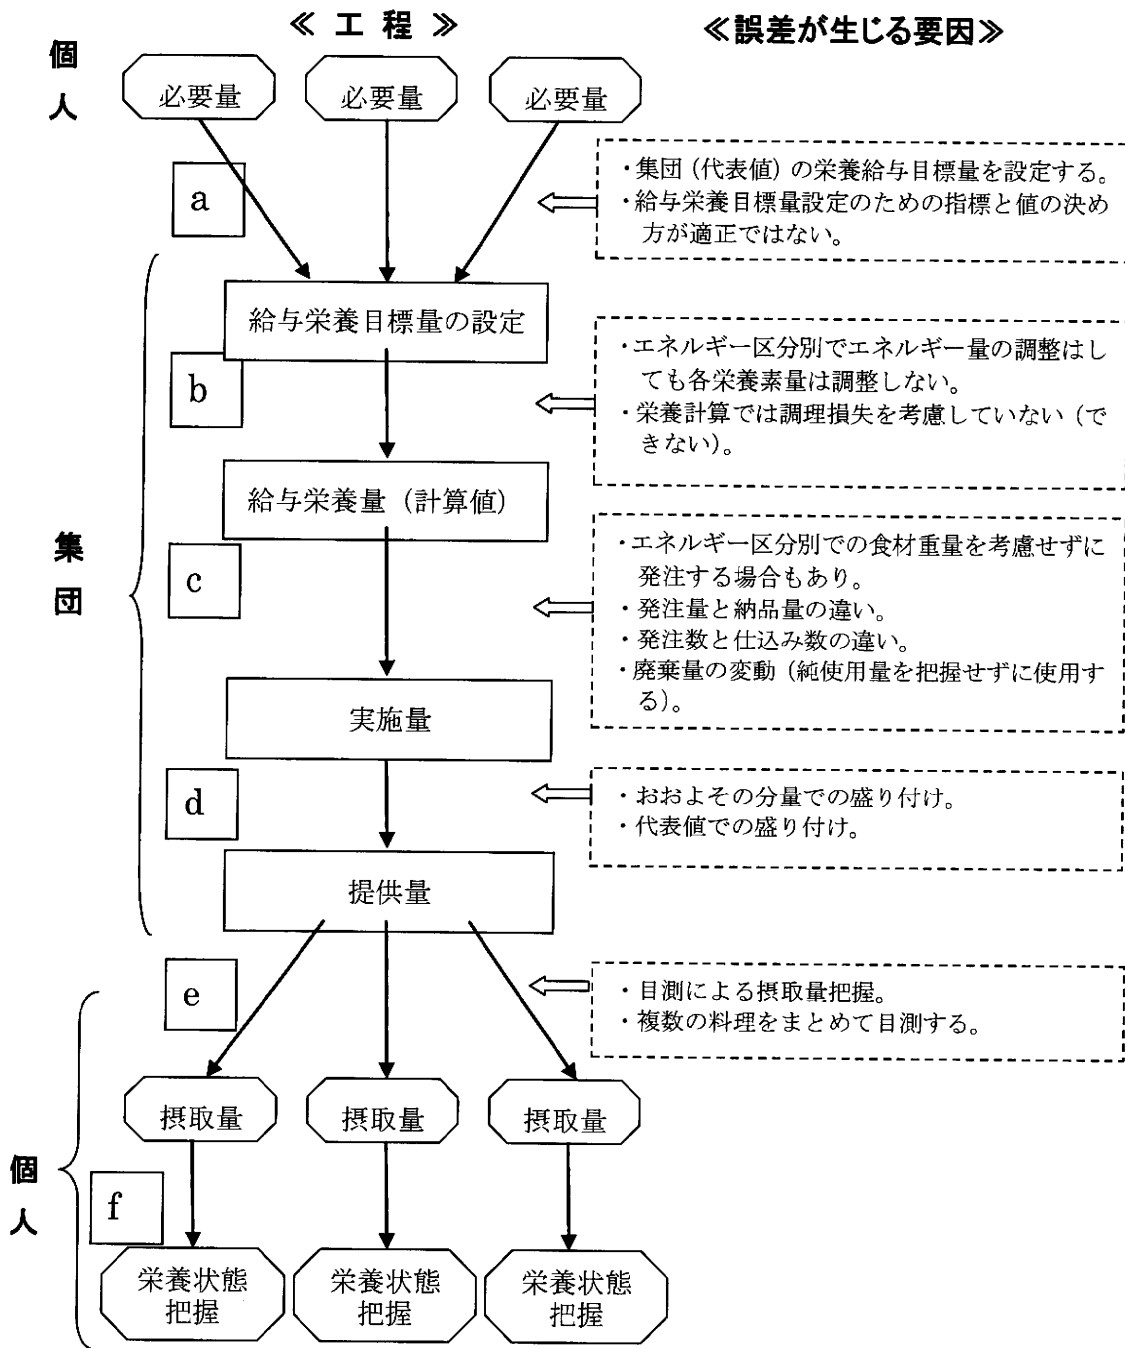 ≪ 工 程 ≫
≪誤差が生じる要因≫
個
人
必要量
必要量
必要量
a
・集団（代表値）の栄養給与目標量を設定する。
・給与栄養目標量設定のための指標と値の決め
方が適正ではない。
給与栄養目標量の設定
b
・エネルギー区分別でエネルギー量の調整はし
ても各栄養素量は調整しない。
・栄養計算では調理損失を考慮していない（で
きない）。
給与栄養量（計算値）
集
団
c
・エネルギー区分別での食材重量を考慮せずに
発注する場合もあり。
・発注量と納品量の違い。
・発注数と仕込み数の違い。
・廃棄量の変動（純使用量を把握せずに使用す
る）。
実施量
d
・おおよその分量での盛り付け。
・代表値での盛り付け。
提供量
e
・目測による摂取量把握。
・複数の料理をまとめて目測する。
摂取量
摂取量
摂取量
個
人
f
栄養状態
把握
栄養状態
把握
栄養状態
把握